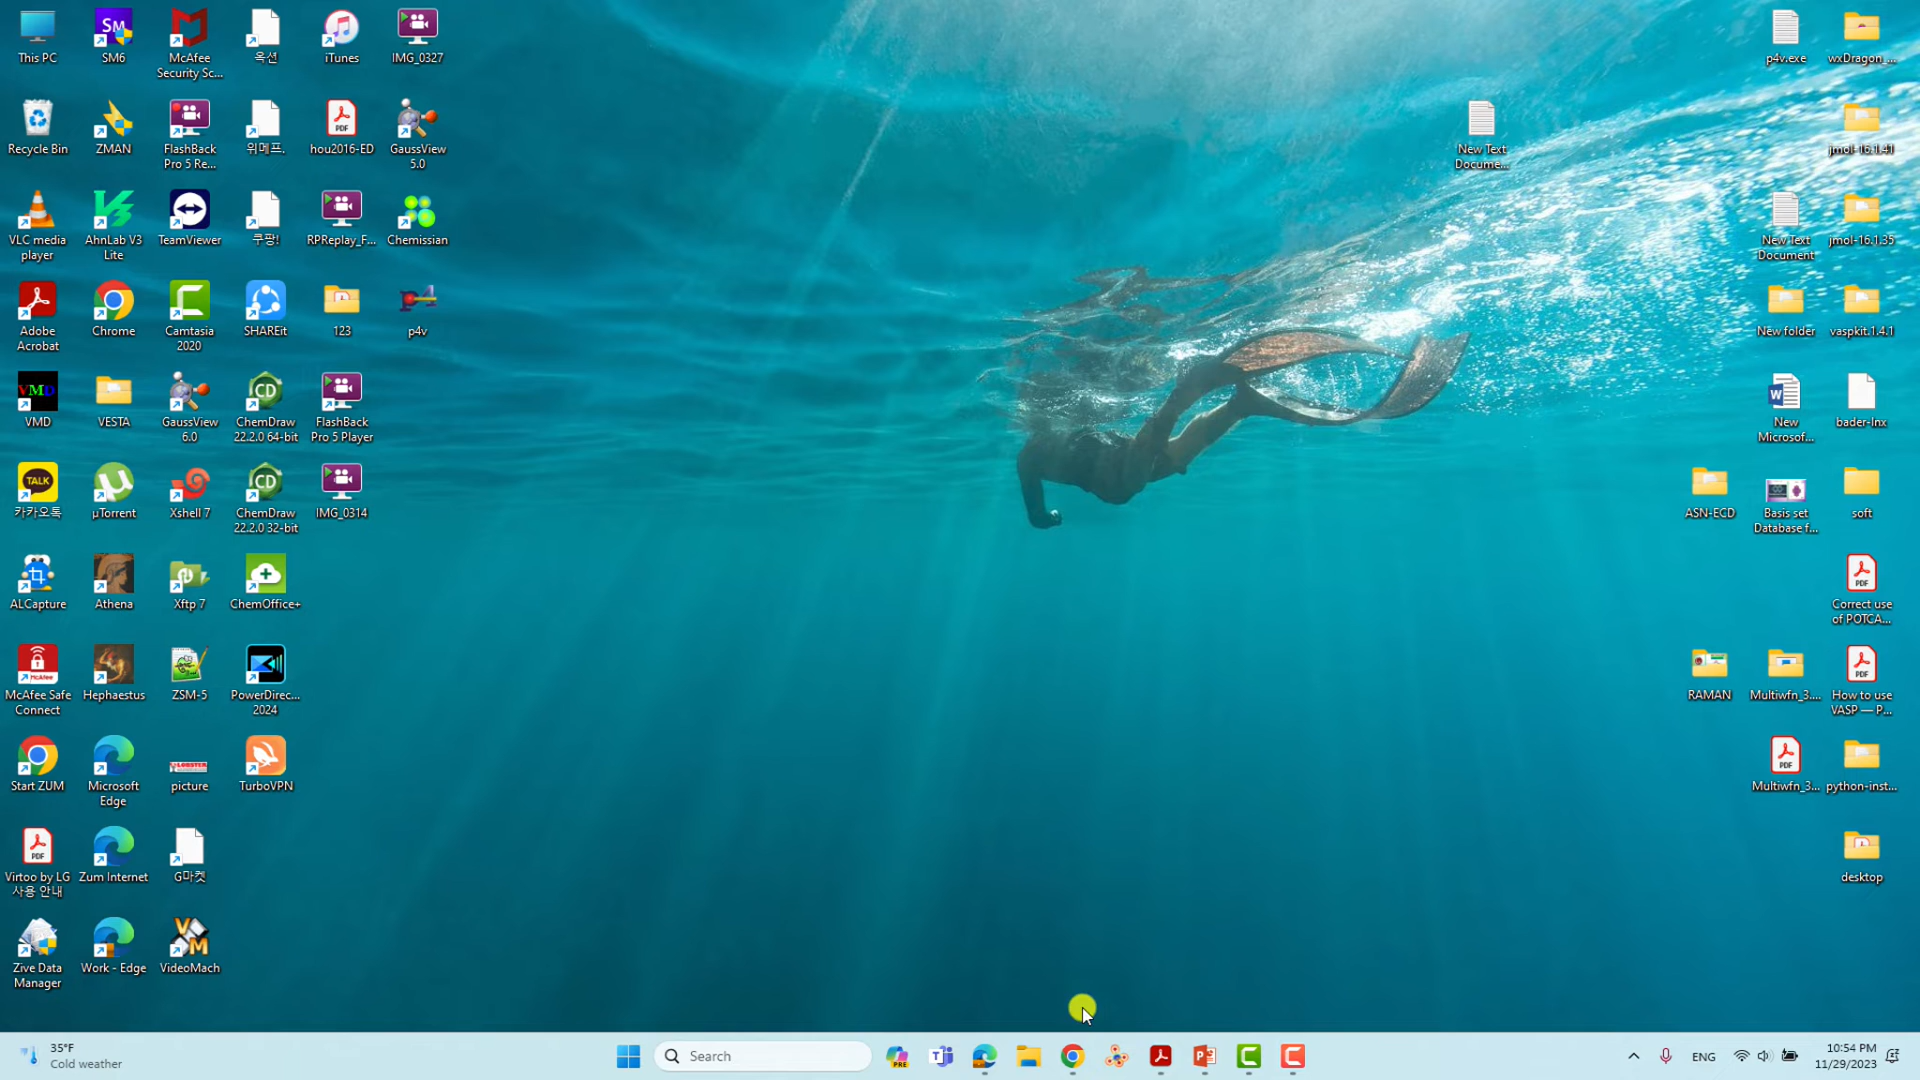 This PC
SM6
McAfee
Security Sc...
옥션
iTunes
IMG_0327
Recycle Bin
ZMAN
FlashBack
Pro 5 Re...
위메프.
hou2016-ED
GaussView
5.0
VLC media
player
AhnLab V3
Lite
TeamViewer
쿠팡!
RPReplay_F...
Chemissian
Adobe
Acrobat
Chrome
Camtasia
2020
SHAREit
123
p4v
VMD
VESTA
GaussView
6.0
ChemDraw
22.2.0 64-bit
FlashBack
Pro 5 Player
카카오톡
µTorrent
Xshell 7
ChemDraw
22.2.0 32-bit
IMG_0314
ALCapture
Athena
Xftp 7
ChemOffice+
McAfee Safe
Connect
Hephaestus
ZSM-5
PowerDirec...
2024
Start ZUM
Microsoft
Edge
picture
TurboVPN
Virtoo by LG
사용 안내
Zum Internet
G마켓
Zive Data
Manager
Work - Edge
VideoMach
p4v.exe
wxDragon_...
New Text
Docume...
jmol-16.1.41
New Text
Document
jmol-16.1.35
New folder
vaspkit.1.4.1
New
Microsof...
bader-lnx
ASN-ECD
Basis set
Database f...
soft
Correct use
of POTCA...
RAMAN
Multiwfn_3....
How to use
VASP — P...
Multiwfn_3...
python-inst...
desktop
35°F
Cold weather
Search
ENG
10:54 PM
11/29/2023